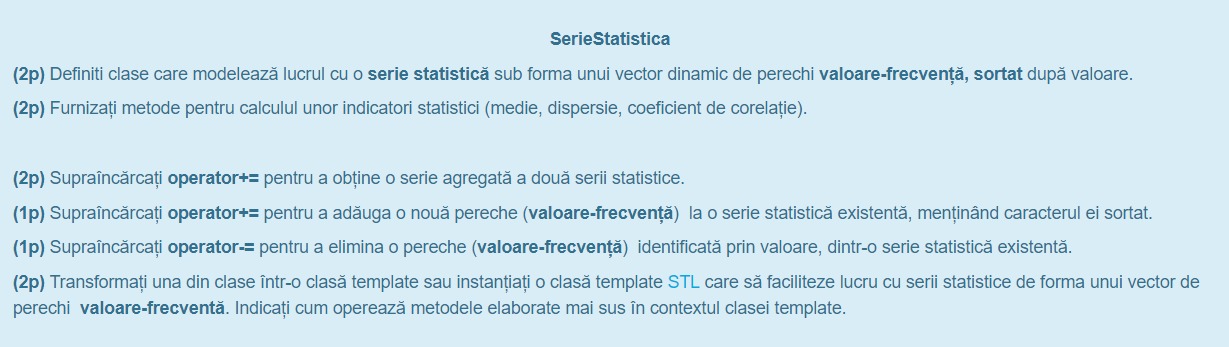 SerieStatistica
(2p) Definiti clase care modelează lucrul cu o serie statistică sub forma unui vector dinamic de perechi valoare-frecvență, sortat după valoare.
(2p) Furnizați metode pentru calculul unor indicatori statistici (medie, dispersie, coeficient de corelație).
(2p) Supraîncărcați operator+= pentru a obține o serie agregată a două serii statistice.
(1p) Supraîncărcați operator+= pentru a adăuga o nouă pereche (valoare-frecvență) la o serie statistică existentă, menținând caracterul ei sortat.
(1p) Supraîncărcați operator-= pentru a elimina o pereche (valoare-frecvență) identificată prin valoare, dintr-o serie statistică existentă.
(2p) Transformați una din clase într-o clasă template sau instanțiați o clasă template STL care să faciliteze lucru cu serii statistice de forma unui vector de
perechi valoare-frecventă. Indicați cum operează metodele elaborate mai sus în contextul clasei template.